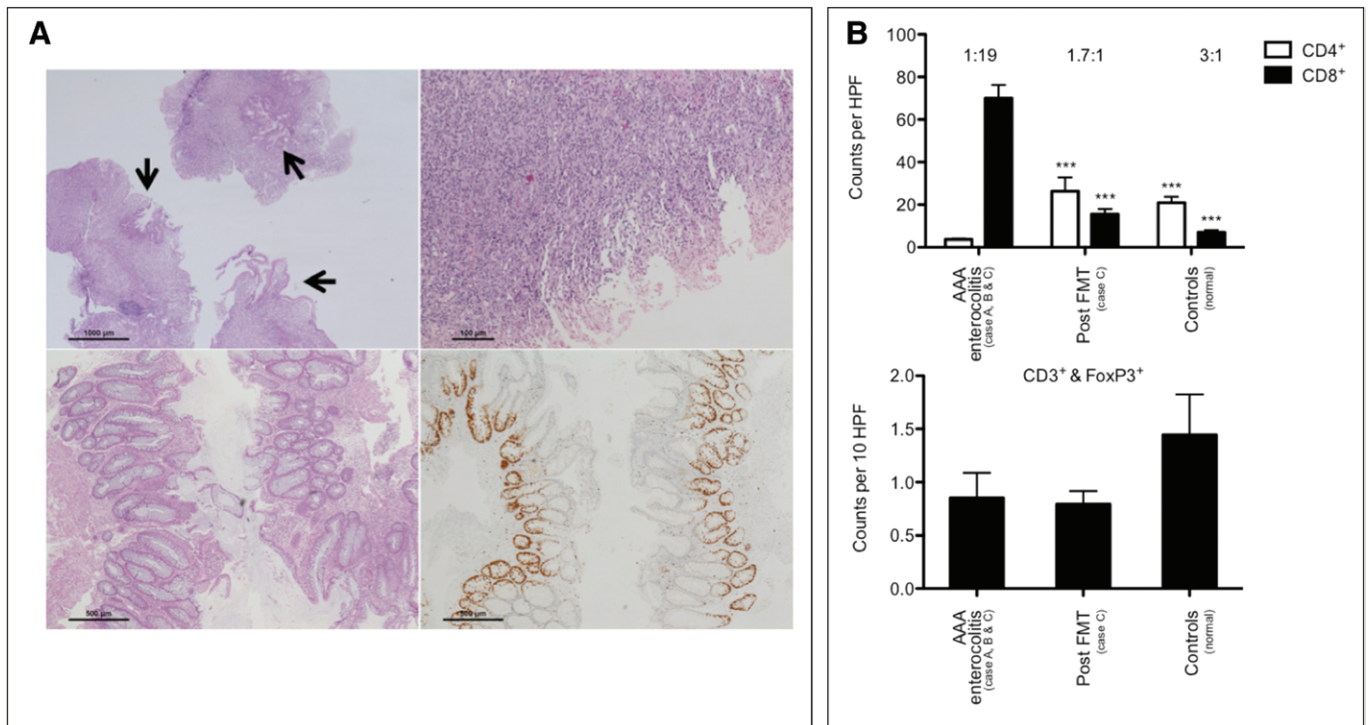 A
1000 µm
100 µm
500 µm
500 µm
B
CD4+
CD8+
1:19
1.7:1
3:1
Counts per HPF
100
80
60
40
20
0
***
***
***
***
AAA
enterocolitis
(case A, B & C)
Post FMT
(case C)
Controls
(normal)
CD3+ & FoxP3+
Counts per 10 HPF
2.0
1.5
1.0
0.5
0.0
AAA
enterocolitis
(case A, B & C)
Post FMT
(case C)
Controls
(normal)